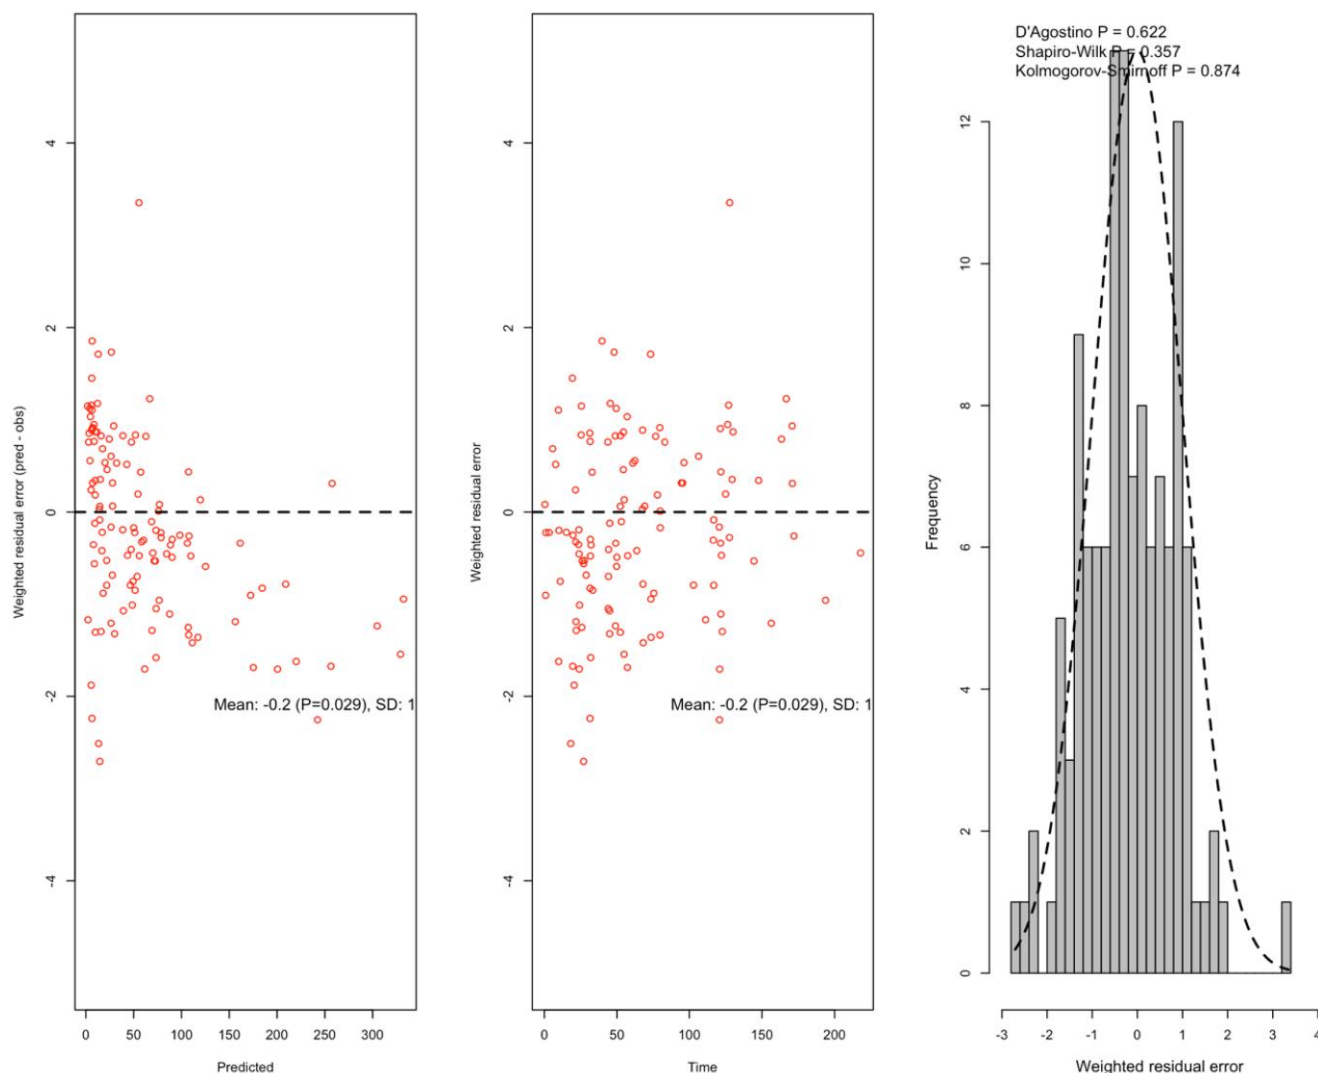 Weighted residual error (pred - obs)
4
2
0
-2
-4
Mean: -0.2 (P=0.029), SD: 1
0 50 100 150 200 250 300
Predicted
Weighted residual error
4
2
0
-2
-4
Mean: -0.2 (P=0.029), SD: 1
0 50 100 150 200
Time
D'Agostino P = 0.622
Shapiro-Wilk P = 0.357
Kolmogorov-Smirnoff P = 0.874
Frequency
12
10
8
6
4
2
0
-3 -2 -1 0 1 2 3 4
Weighted residual error